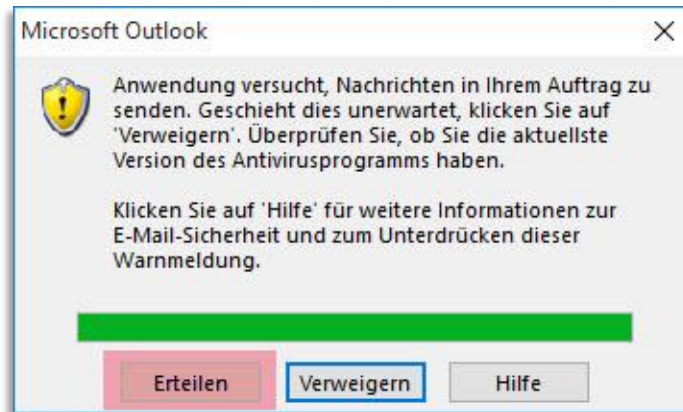 Microsoft Outlook
Anwendung versucht, Nachrichten in Ihrem Auftrag zu
senden. Geschieht dies unerwartet, klicken Sie auf
'Verweigern'. Überprüfen Sie, ob Sie die aktuellste
Version des Antivirusprogramms haben.
Klicken Sie auf 'Hilfe' für weitere Informationen zur
E-Mail-Sicherheit und zum Unterdrücken dieser
Warnmeldung.
Erteilen Verweigern Hilfe